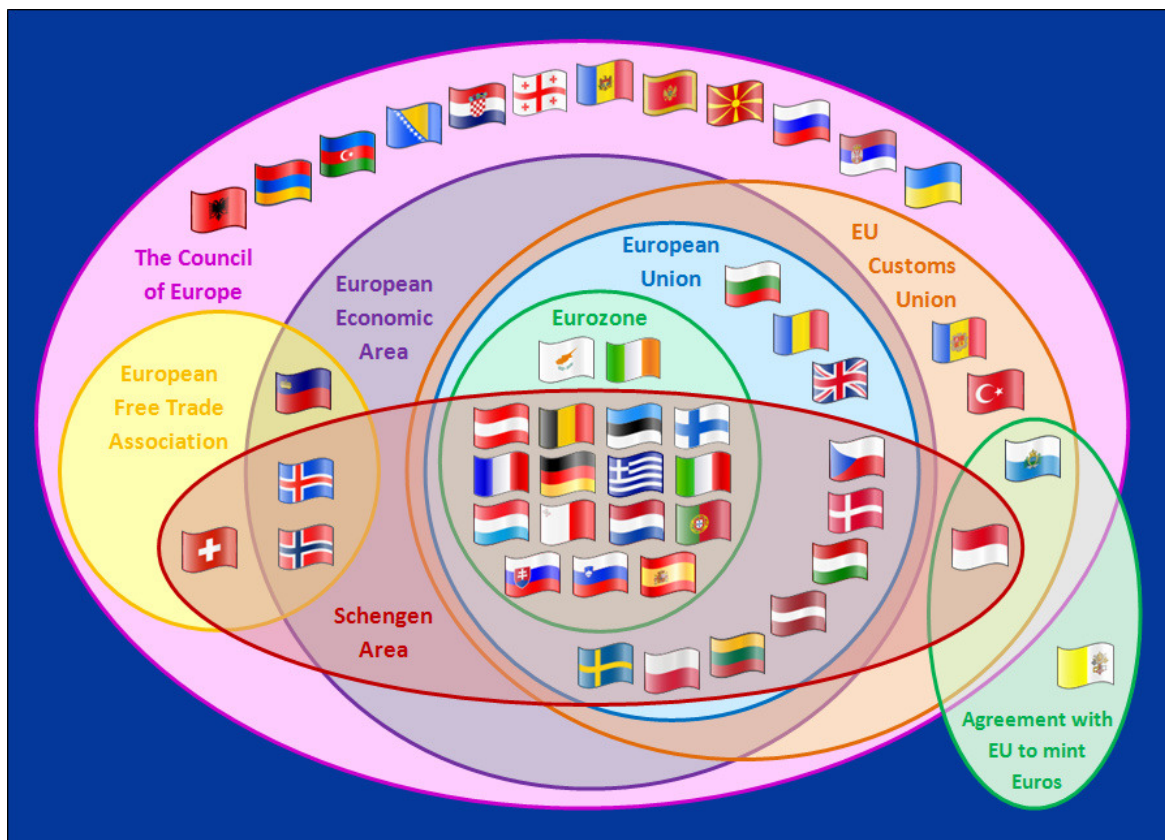 The Council
of Europe
European
Economic
Area
European
Union
EU
Customs
Union
Eurozone
European
Free Trade
Association
Schengen
Area
Agreement with
EU to mint
Euros